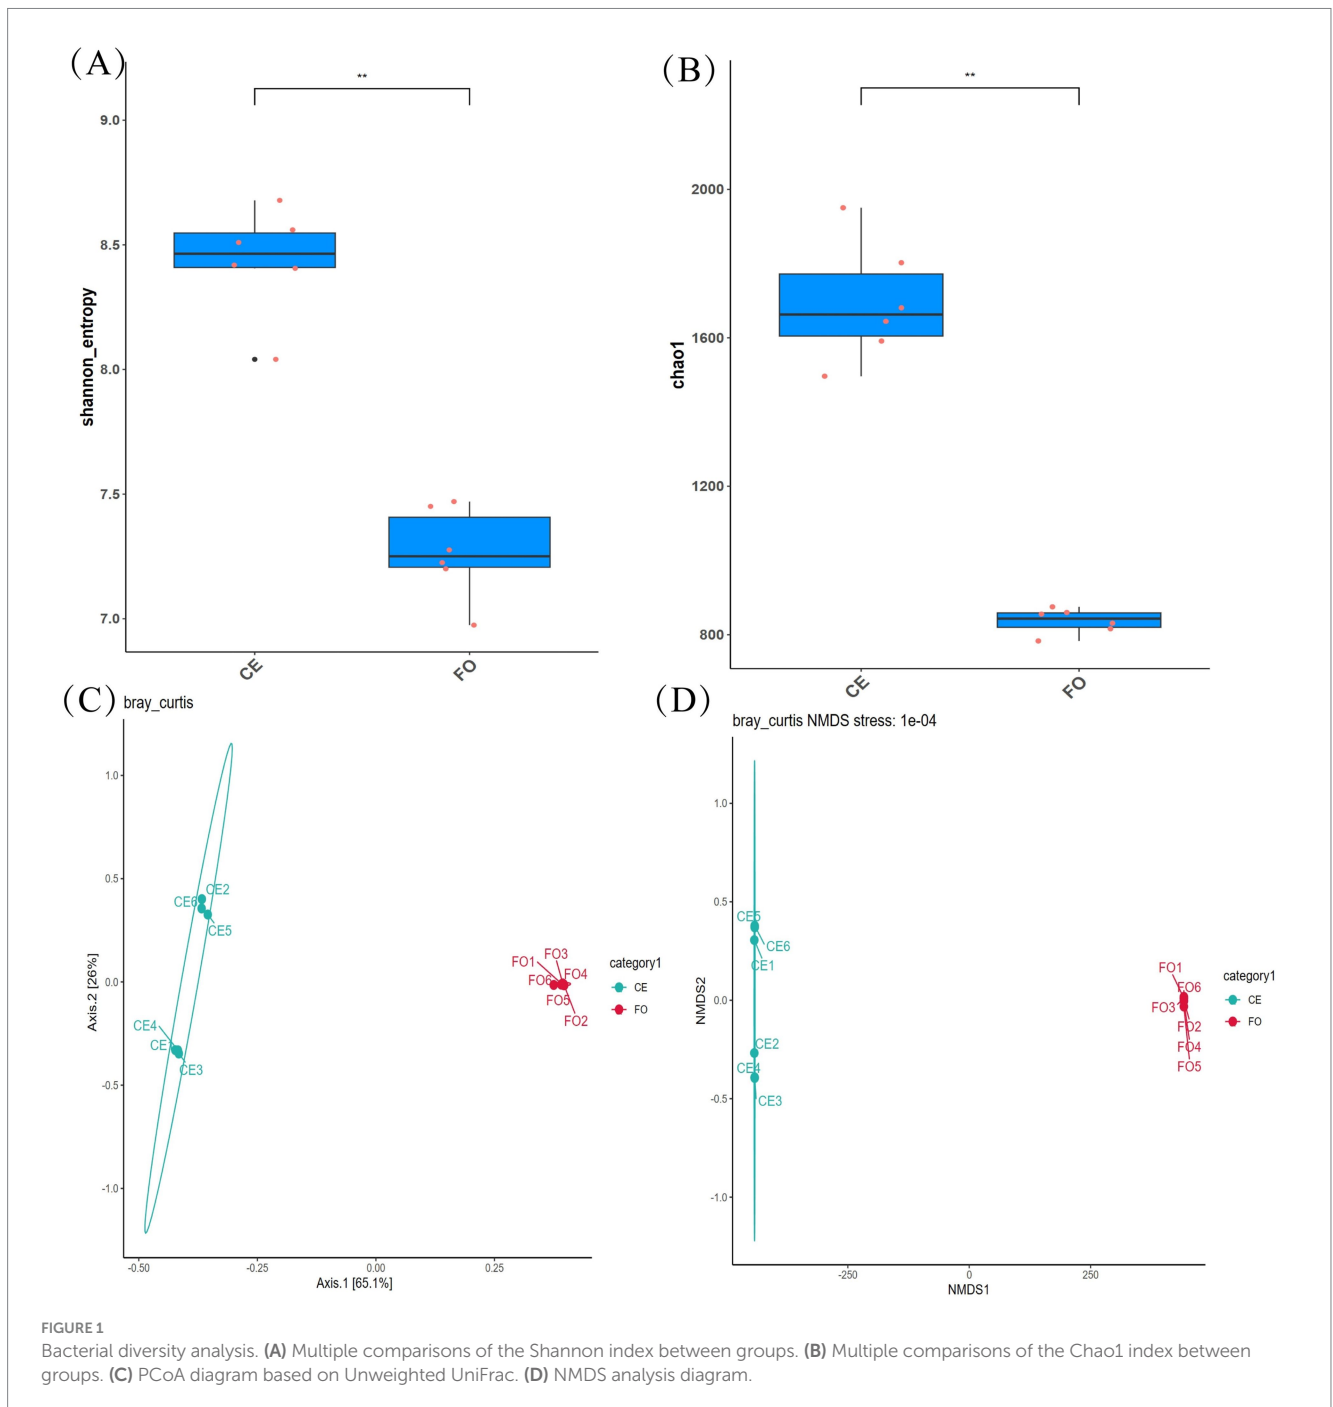 (A)
**
9.0
8.5
8.0
7.5
7.0
shannon_entropy
CE
FO
(B)
**
2000
1600
1200
800
chao1
CE
FO
(C) bray_curtis
1.0
0.5
0.0
-0.5
-1.0
Axis.2 [26%]
CE2
CE6
CE5
CE4
CE
CE3
FO3
FO1
FO4
FO6
FO5
FO2
category1
CE
FO
-0.50 -0.25 0.00 0.25
Axis.1 [65.1%]
(D)
bray_curtis NMDS stress: 1e-04
1.0
0.5
0.0
-0.5
-1.0
NMDS2
CE5
CE6
CE1
CE2
CE4
CE3
FO1
FO6
FO3
FO2
FO4
FO5
category1
CE
FO
-250 0 250
NMDS1
FIGURE 1
Bacterial diversity analysis. (A) Multiple comparisons of the Shannon index between groups. (B) Multiple comparisons of the Chao1 index between
groups. (C) PCoA diagram based on Unweighted UniFrac. (D) NMDS analysis diagram.